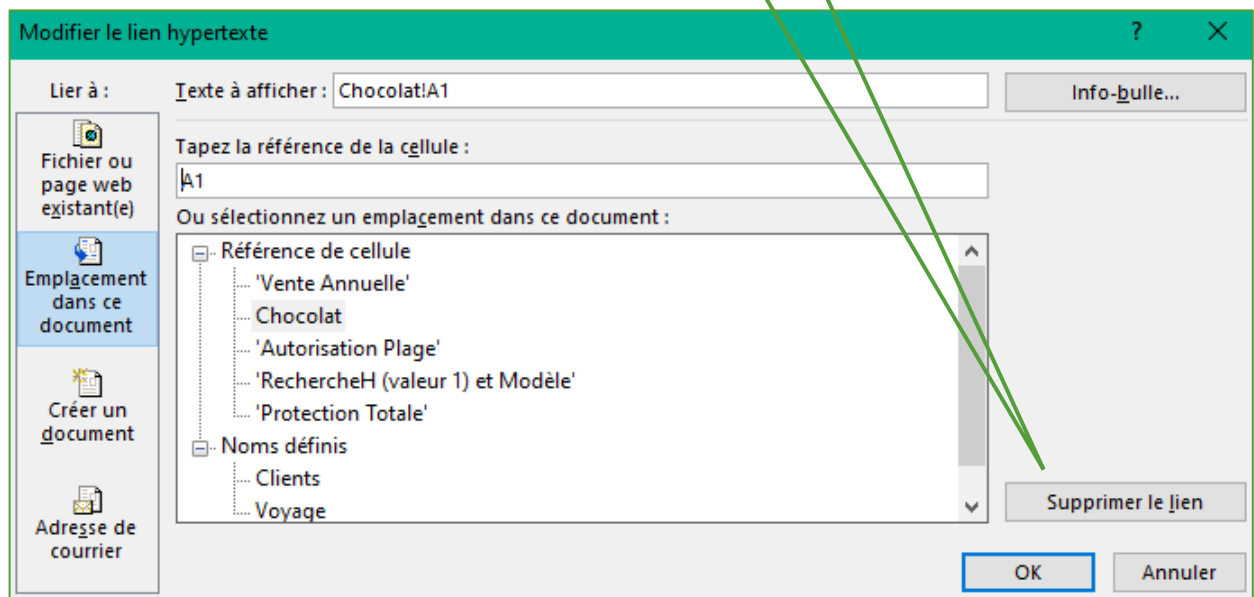 Modifier le lien hypertexte
?
Lier à :
Texte à afficher :
Chocolat!A1
Info-bulle...
Fichier ou
page web
existant(e)
Tapez la référence de la cellule :
A1
Ou sélectionnez un emplacement dans ce document :
Emplacement
dans ce
document
Référence de cellule
'Vente Annuelle'
Chocolat
'Autorisation Plage'
'RechercheH (valeur 1) et Modèle'
'Protection Totale'
Noms définis
Clients
Voyage
Créer un
document
Adresse de
courrier
Supprimer le lien
OK
Annuler